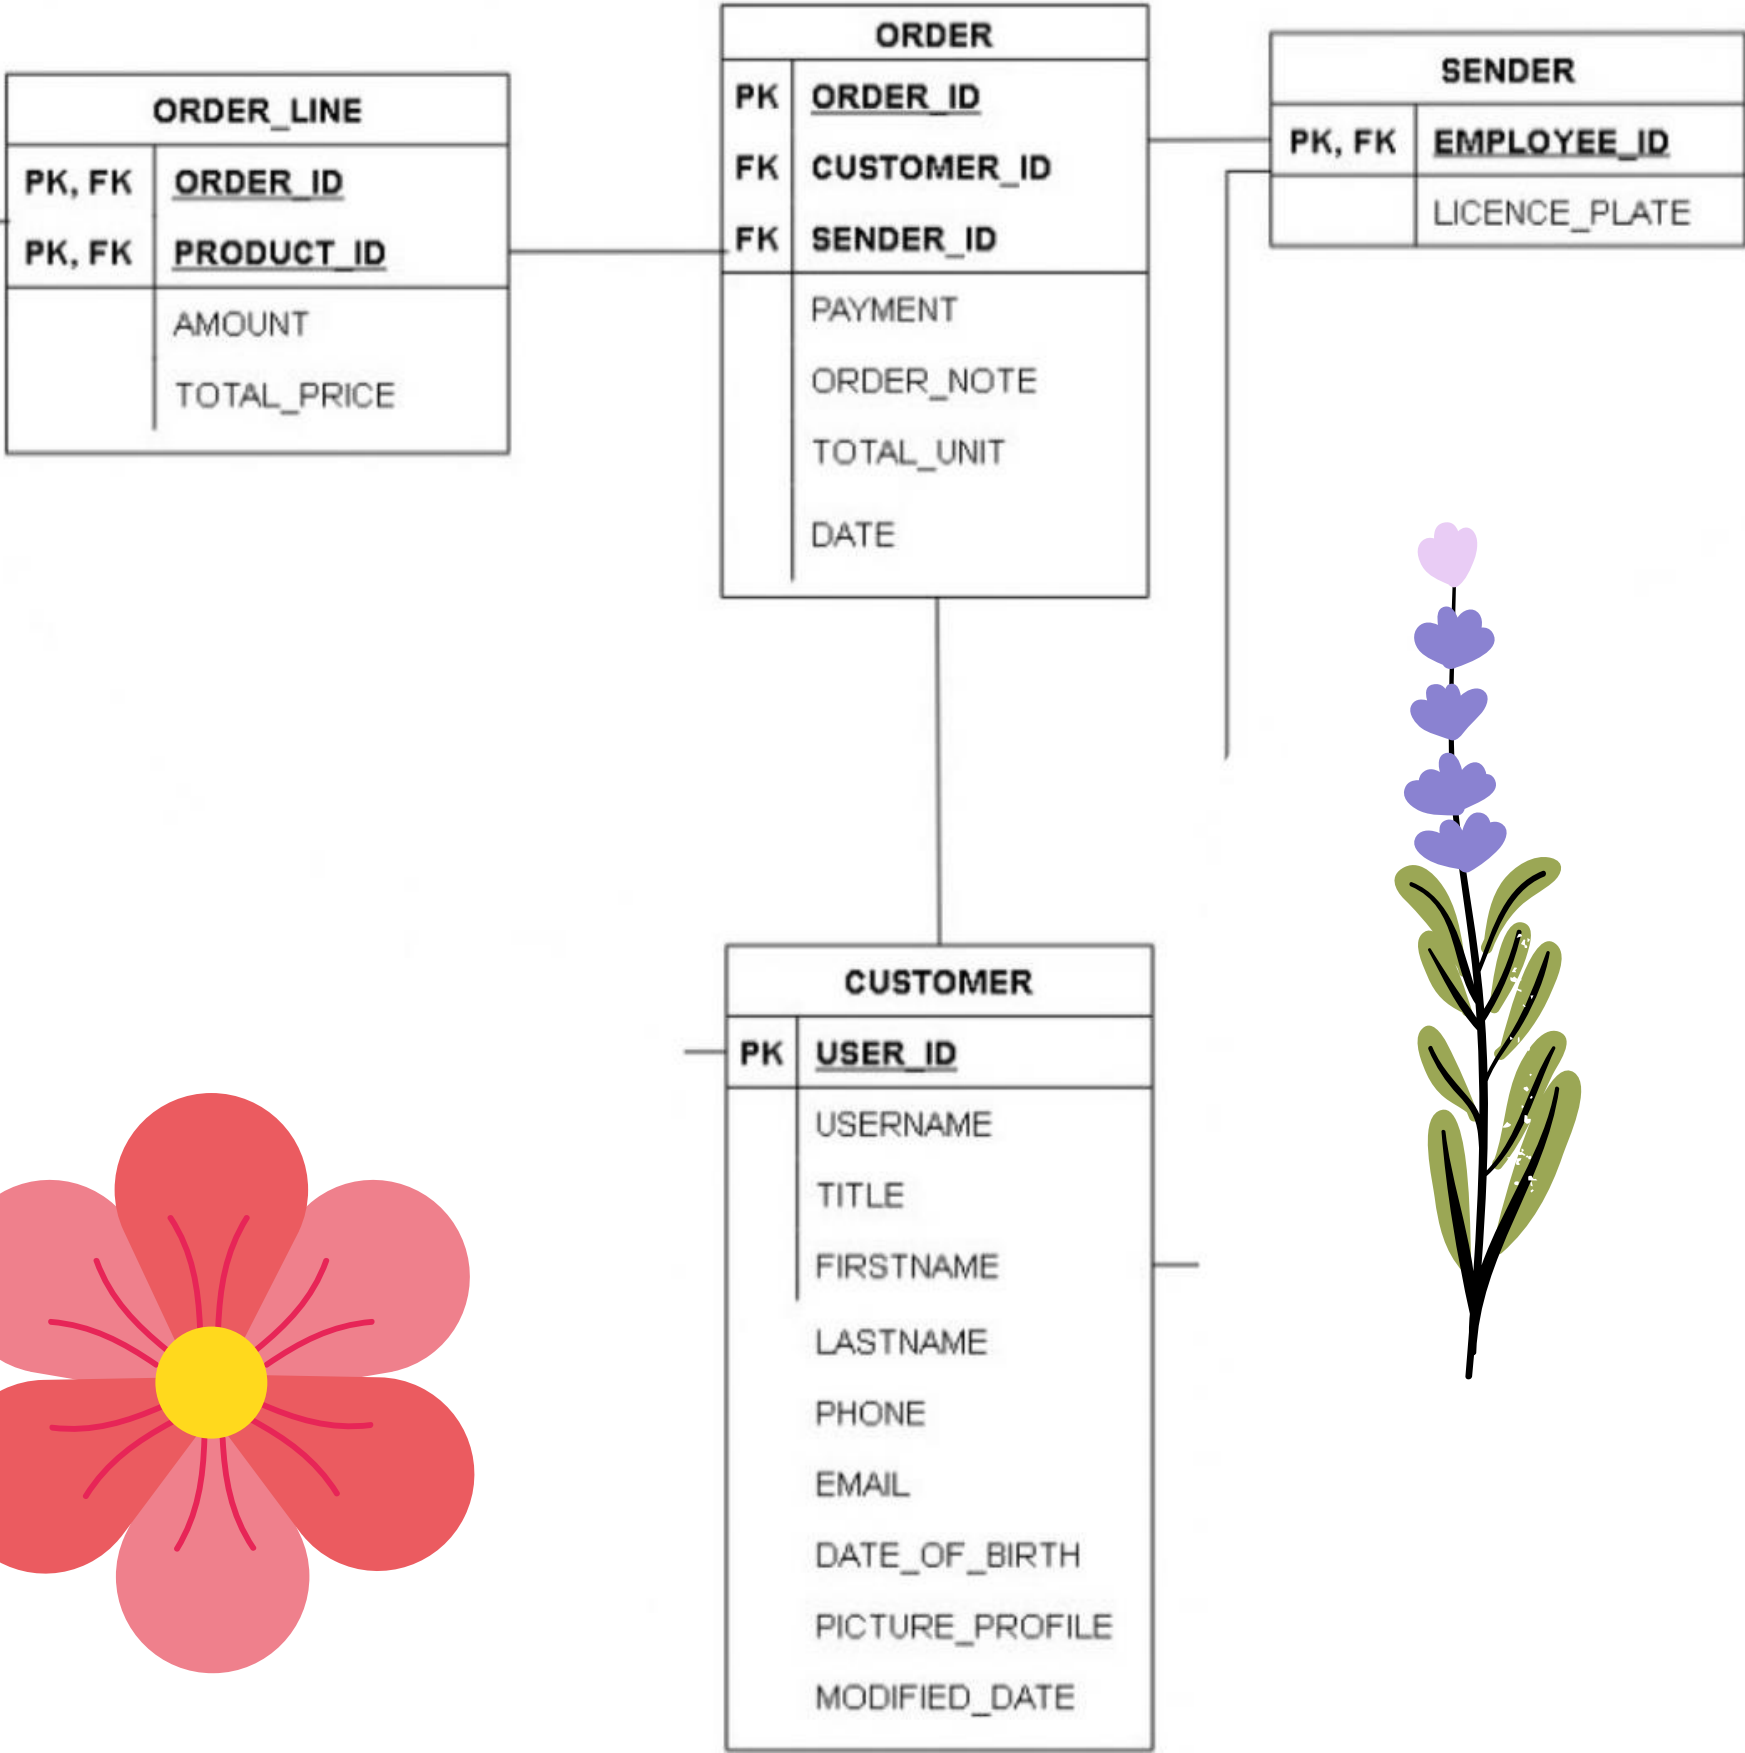 ORDER_LINE
PK, FK ORDER_ID
PK, FK PRODUCT_ID
AMOUNT
TOTAL_PRICE
ORDER
PK ORDER_ID
FK CUSTOMER_ID
FK SENDER_ID
PAYMENT
ORDER_NOTE
TOTAL_UNIT
DATE
SENDER
PK, FK EMPLOYEE_ID
LICENCE_PLATE
CUSTOMER
PK USER_ID
USERNAME
TITLE
FIRSTNAME
LASTNAME
PHONE
EMAIL
DATE_OF_BIRTH
PICTURE_PROFILE
MODIFIED_DATE